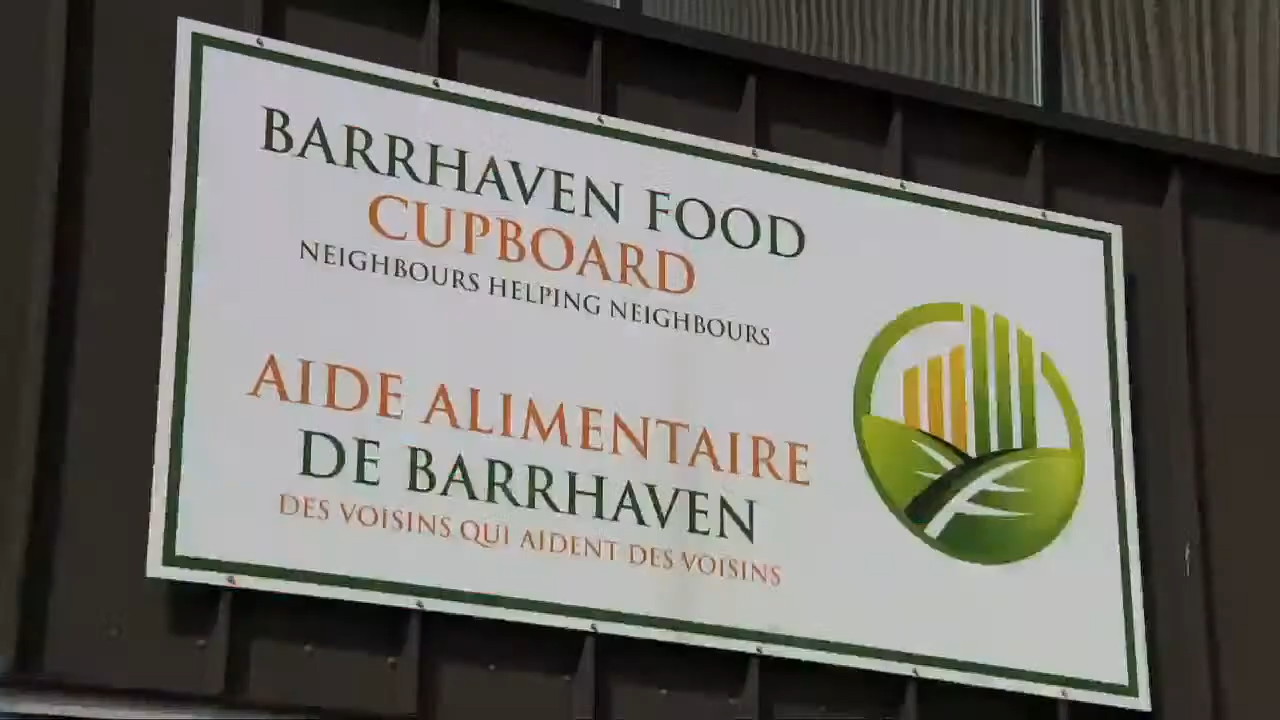 BARRHAVEN FOOD
CUPBOARD
NEIGHBOURS HELPING NEIGHBOURS
AIDE ALIMENTAIRE
DE BARRHAVEN
DES VOISINS QUI AIDENT DES VOISINS